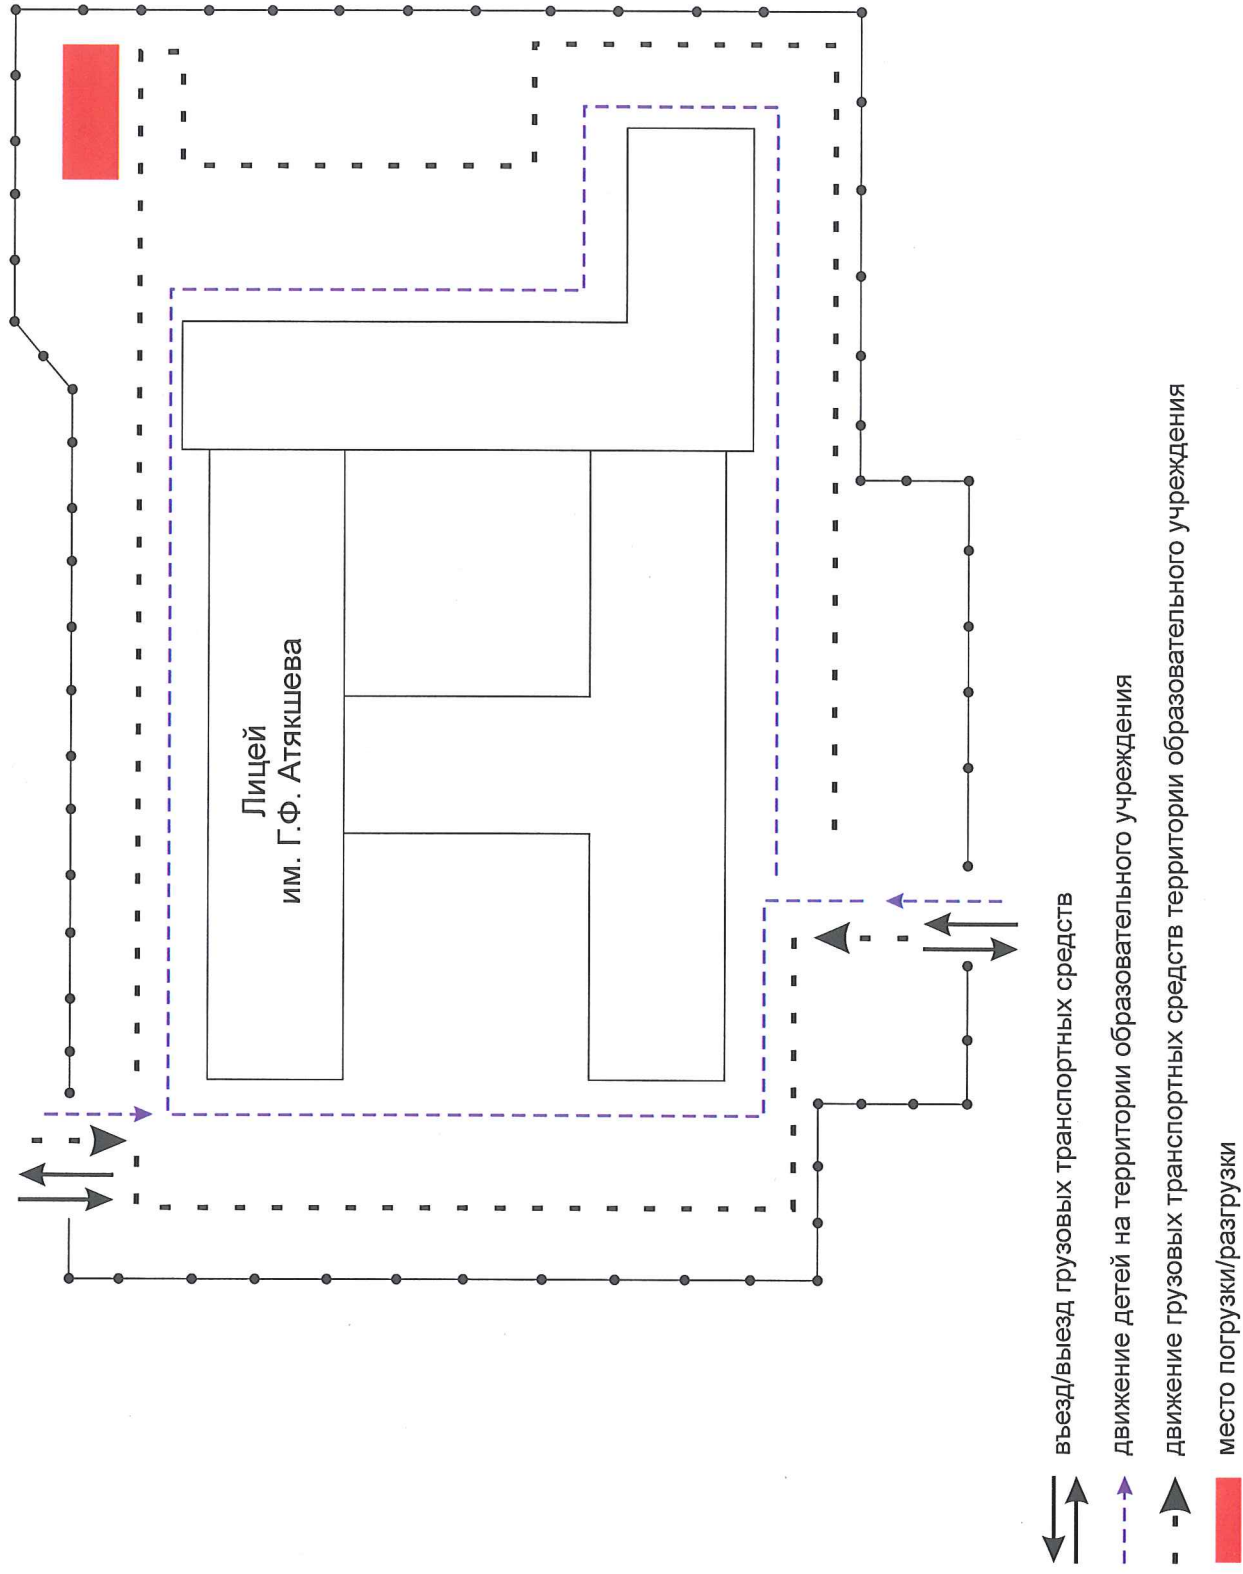 Лицей
им. Г.Ф. Атякшева
въезд/выезд грузовых транспортных средств
движение детей на территории образовательного учреждения
движение грузовых транспортных средств территории образовательного учреждения
место погрузки/разгрузки